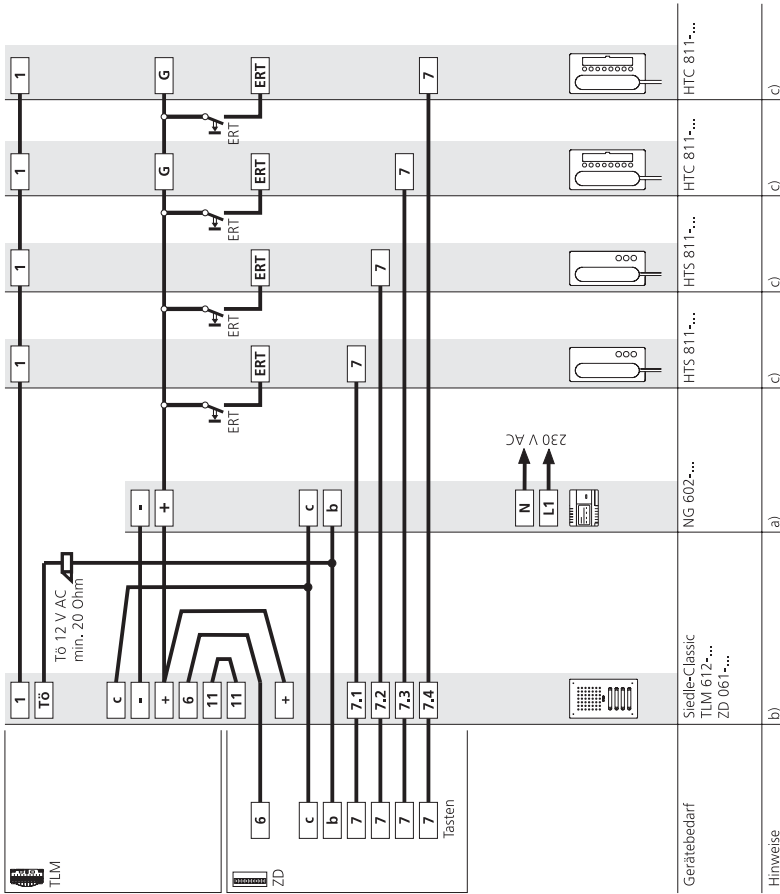 TLM
ZD
1
Tö
c
-
+
6
11
11
+
7.1
7.2
7.3
7.4
6
c
b
7
7
7
7
Tasten
Tö 12 V AC
min. 20 Ohm
-
+
c
b
N
L1
230 V AC
1
ERT
ERT
7
1
ERT
ERT
7
1
G
ERT
ERT
7
1
G
ERT
ERT
7
Gerätebedarf
Siedle-Classic
TLM 612-...
ZD 061-...
NG 602-...
HTS 811-...
HTS 811-...
HTC 811-...
HTC 811-...
Hinweise
b)
a)
c)
c)
c)
c)